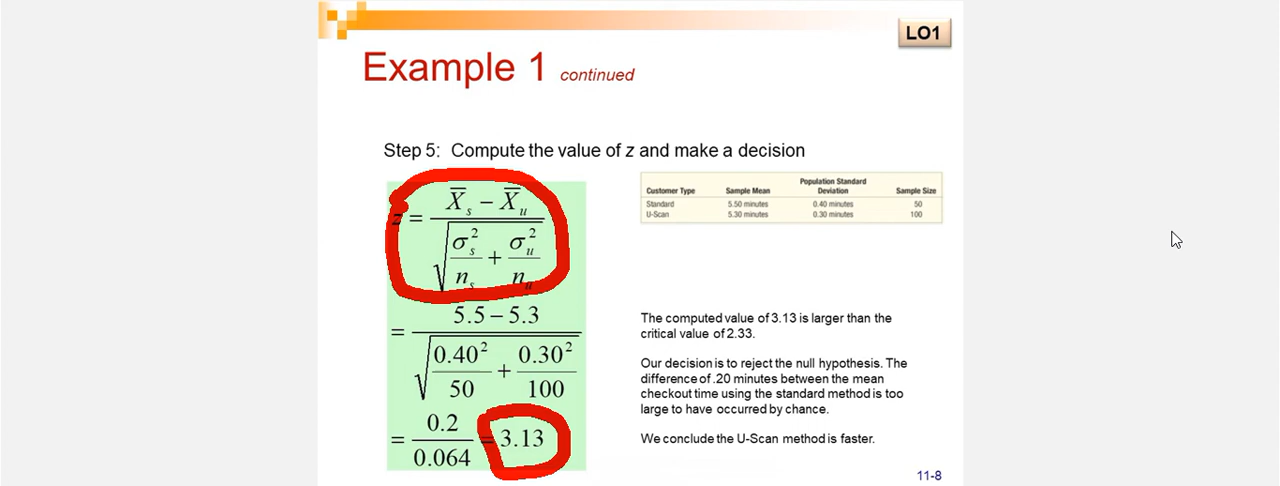 LO1
Example 1 continued
Step 5: Compute the value of z and make a decision
z = (X̅s − X̅u) / √(σs²/ns + σu²/nu)
= (5.5 − 5.3) / √(0.40²/50 + 0.30²/100)
= 0.2/0.064 = 3.13
Customer Type Sample Mean Population Standard Deviation Sample Size
Standard 5.50 minutes 0.40 minutes 50
U-Scan 5.30 minutes 0.30 minutes 100
The computed value of 3.13 is larger than the
critical value of 2.33.
Our decision is to reject the null hypothesis. The
difference of .20 minutes between the mean
checkout time using the standard method is too
large to have occurred by chance.
We conclude the U-Scan method is faster.
11-8